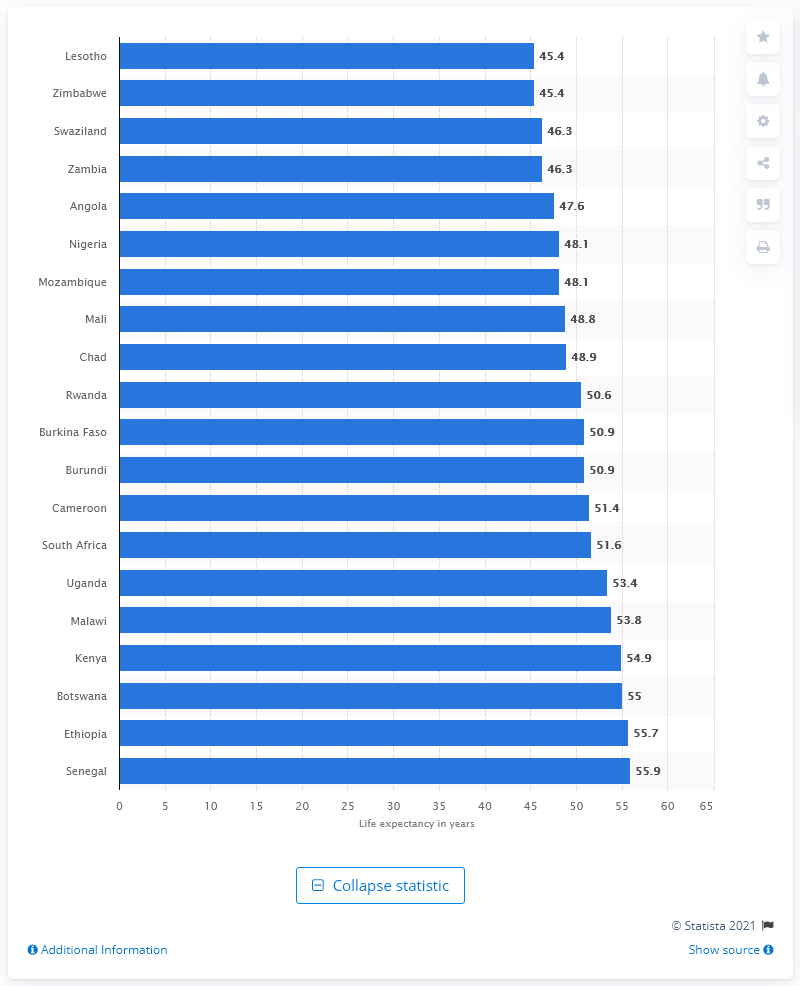 Lesotho 45.4
Zimbabwe 45.4
Swaziland 46.3
Zambia 46.3
Angola 47.6
Nigeria 48.1
Mozambique 48.1
Mali 48.8
Chad 48.9
Rwanda 50.6
Burkina Faso 50.9
Burundi 50.9
Cameroon 51.4
South Africa 51.6
Uganda 53.4
Malawi 53.8
Kenya 54.9
Botswana 55
Ethiopia 55.7
Senegal 55.9
0 5 10 15 20 25 30 35 40 45 50 55 60 65
Life expectancy in years
Collapse statistic
© Statista 2021
Additional Information Show source